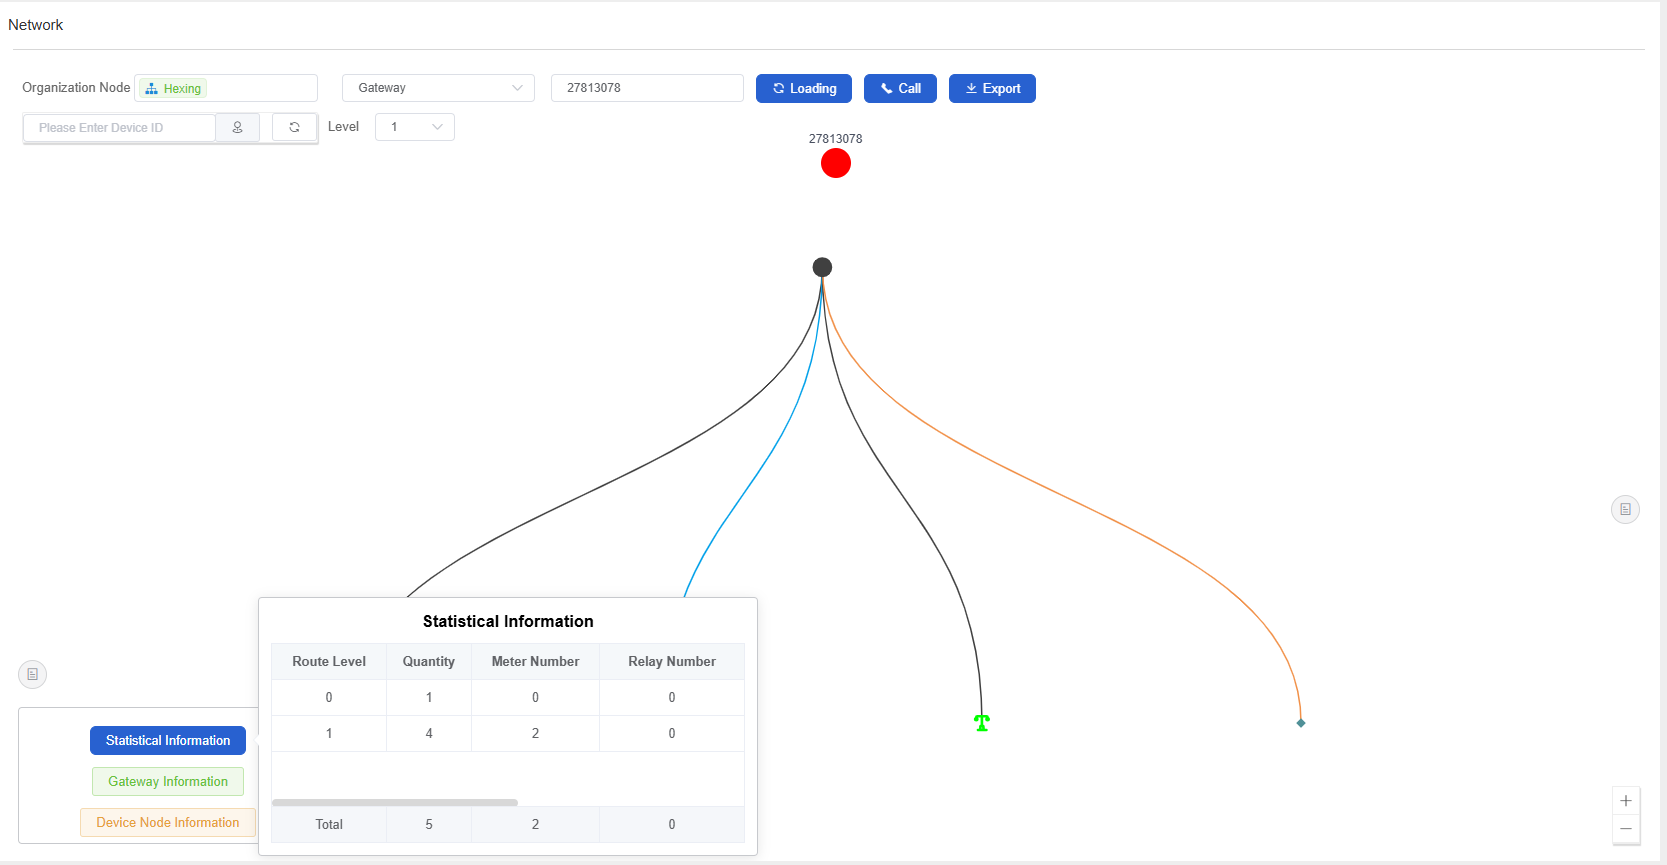 Network
Organization Node Hexing Gateway 27813078 Loading Call Export
Please Enter Device ID Level 1
27813078
Statistical Information
Route Level Quantity Meter Number Relay Number
0 1 0 0
1 4 2 0
Total 5 2 0
Statistical Information
Gateway Information
Device Node Information